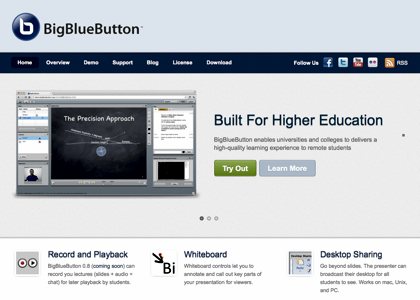 b BigBlueButton™
Home Overview Demo Support Blog License Download Follow Us RSS
The Precision Approach
Built For Higher Education
BigBlueButton enables universities and colleges to delivers a
high-quality learning experience to remote students
Try Out Learn More
Record and Playback
BigBlueButton 0.8 (coming soon) can
record you lectures (slides + audio +
chat) for later playback by students.
Bi
Whiteboard
Whiteboard controls let you to
annotate and call out key parts of
your presentation for viewers.
Desktop Sharing
Go beyond slides. The presenter can
broadcast their desktop for all
students to see. Works on mac, Unix,
and PC.